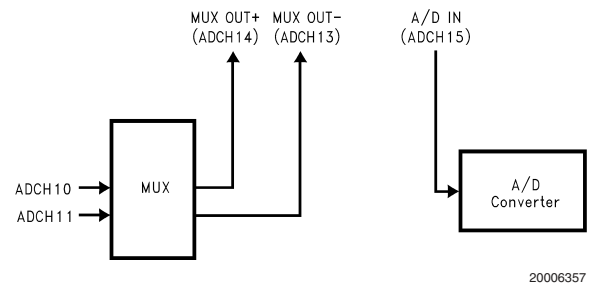 MUX OUT+ MUX OUT- A/D IN
(ADCH14) (ADCH13) (ADCH15)
ADCH10
ADCH11
MUX
A/D
Converter
20006357